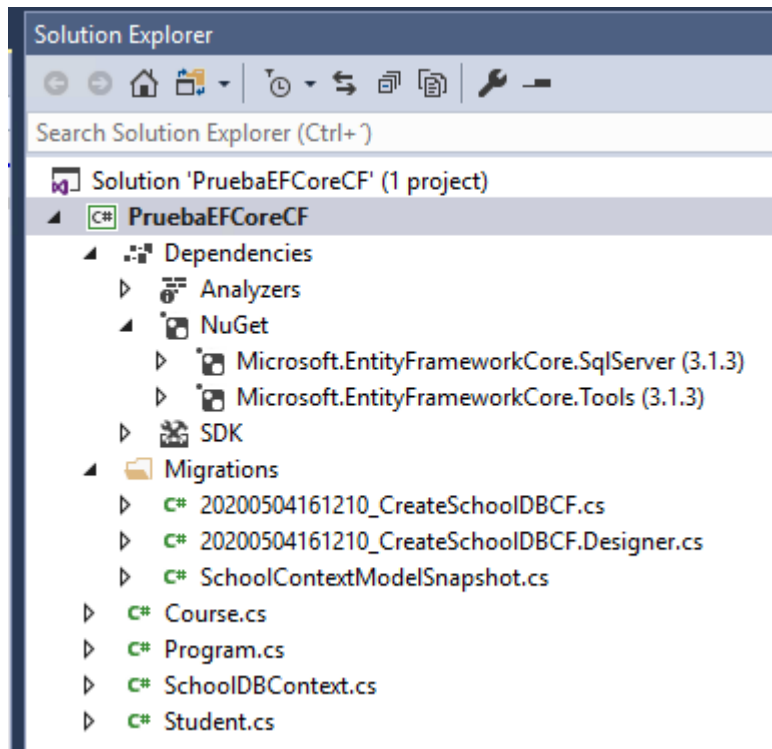 Solution Explorer
Search Solution Explorer (Ctrl+´)
Solution 'PruebaEFCoreCF' (1 project)
C# PruebaEFCoreCF
Dependencies
Analyzers
NuGet
Microsoft.EntityFrameworkCore.SqlServer (3.1.3)
Microsoft.EntityFrameworkCore.Tools (3.1.3)
SDK
Migrations
C# 20200504161210_CreateSchoolDBCF.cs
C# 20200504161210_CreateSchoolDBCF.Designer.cs
C# SchoolContextModelSnapshot.cs
C# Course.cs
C# Program.cs
C# SchoolDBContext.cs
C# Student.cs